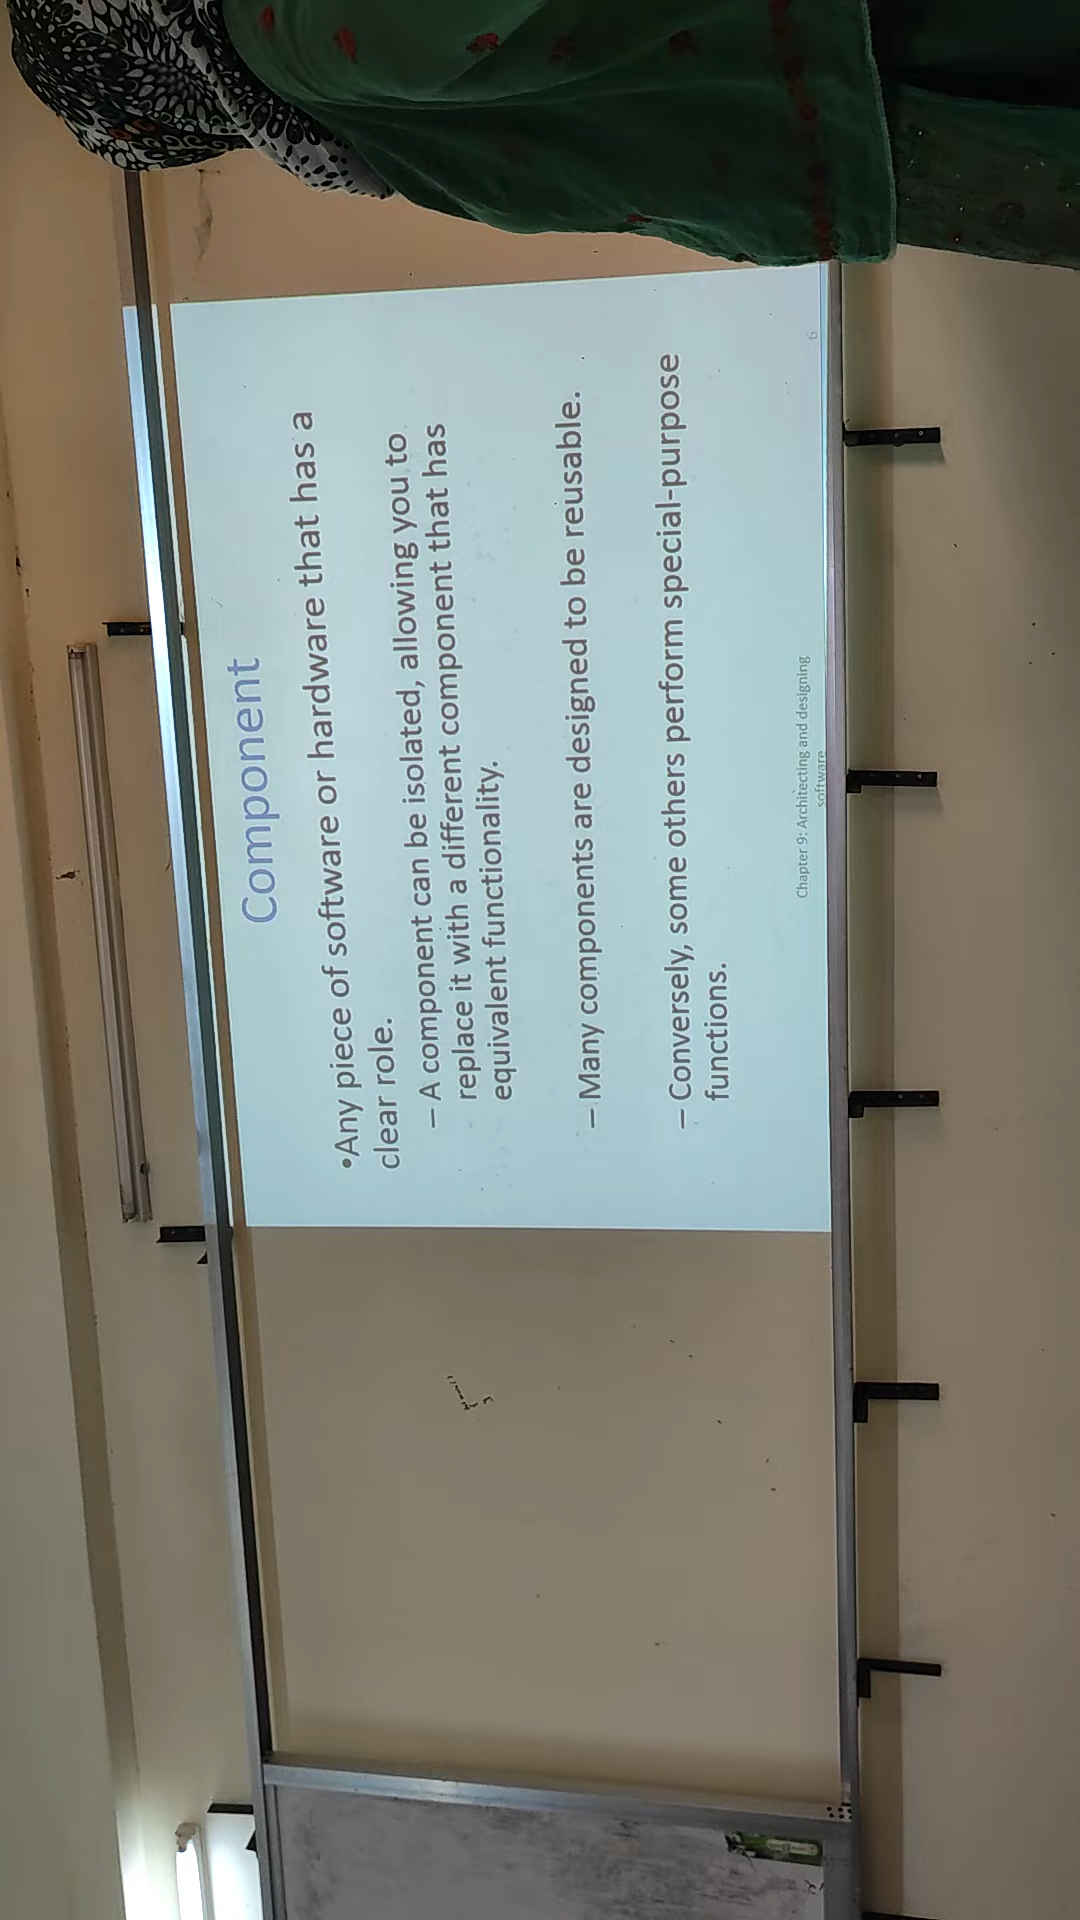 Component
•Any piece of software or hardware that has a
clear role.
– A component can be isolated, allowing you to
replace it with a different component that has
equivalent functionality.
– Many components are designed to be reusable.
– Conversely, some others perform special-purpose
functions.
Chapter 9: Architecting and designing
software
6